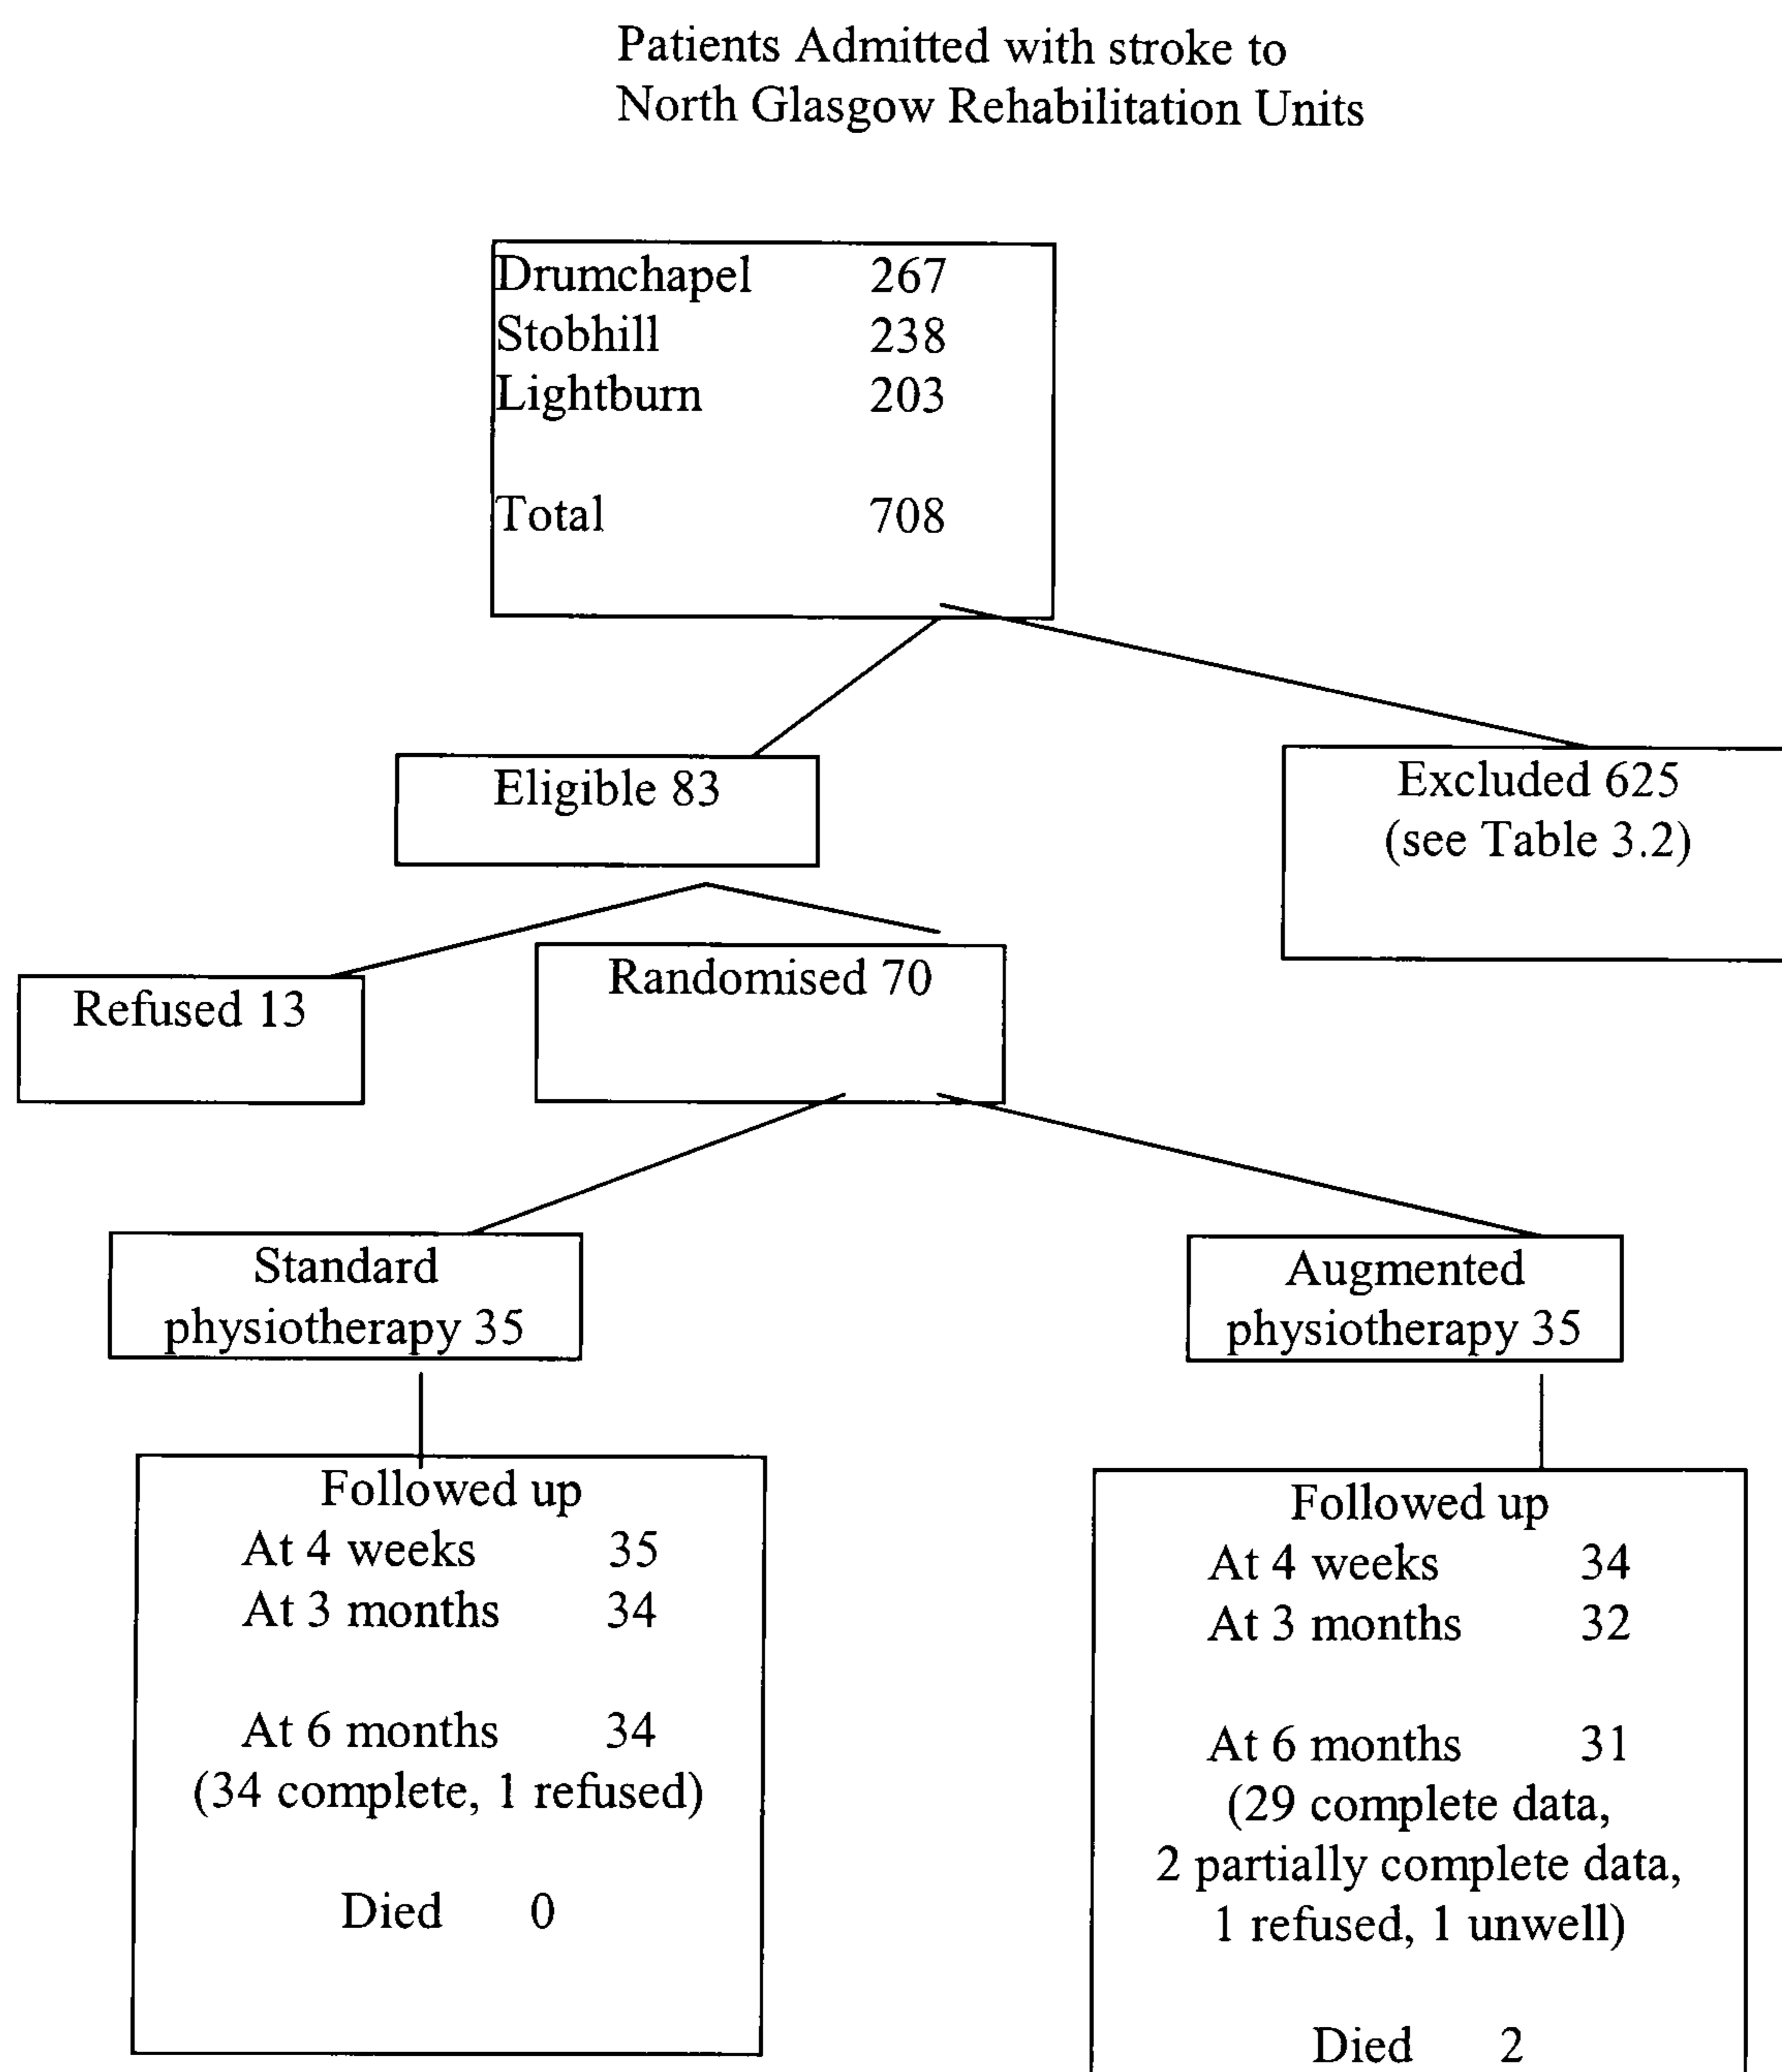 Patients Admitted with stroke to
North Glasgow Rehabilitation Units
Drumchapel 267
Stobhill 238
Lightburn 203
Total 708
Eligible 83
Excluded 625
(see Table 3.2)
Refused 13
Randomised 70
Standard
physiotherapy 35
Augmented
physiotherapy 35
Followed up
At 4 weeks 35
At 3 months 34
At 6 months 34
(34 complete, 1 refused)
Died 0
Followed up
At 4 weeks 34
At 3 months 32
At 6 months 31
(29 complete data,
2 partially complete data,
1 refused, 1 unwell)
Died 2